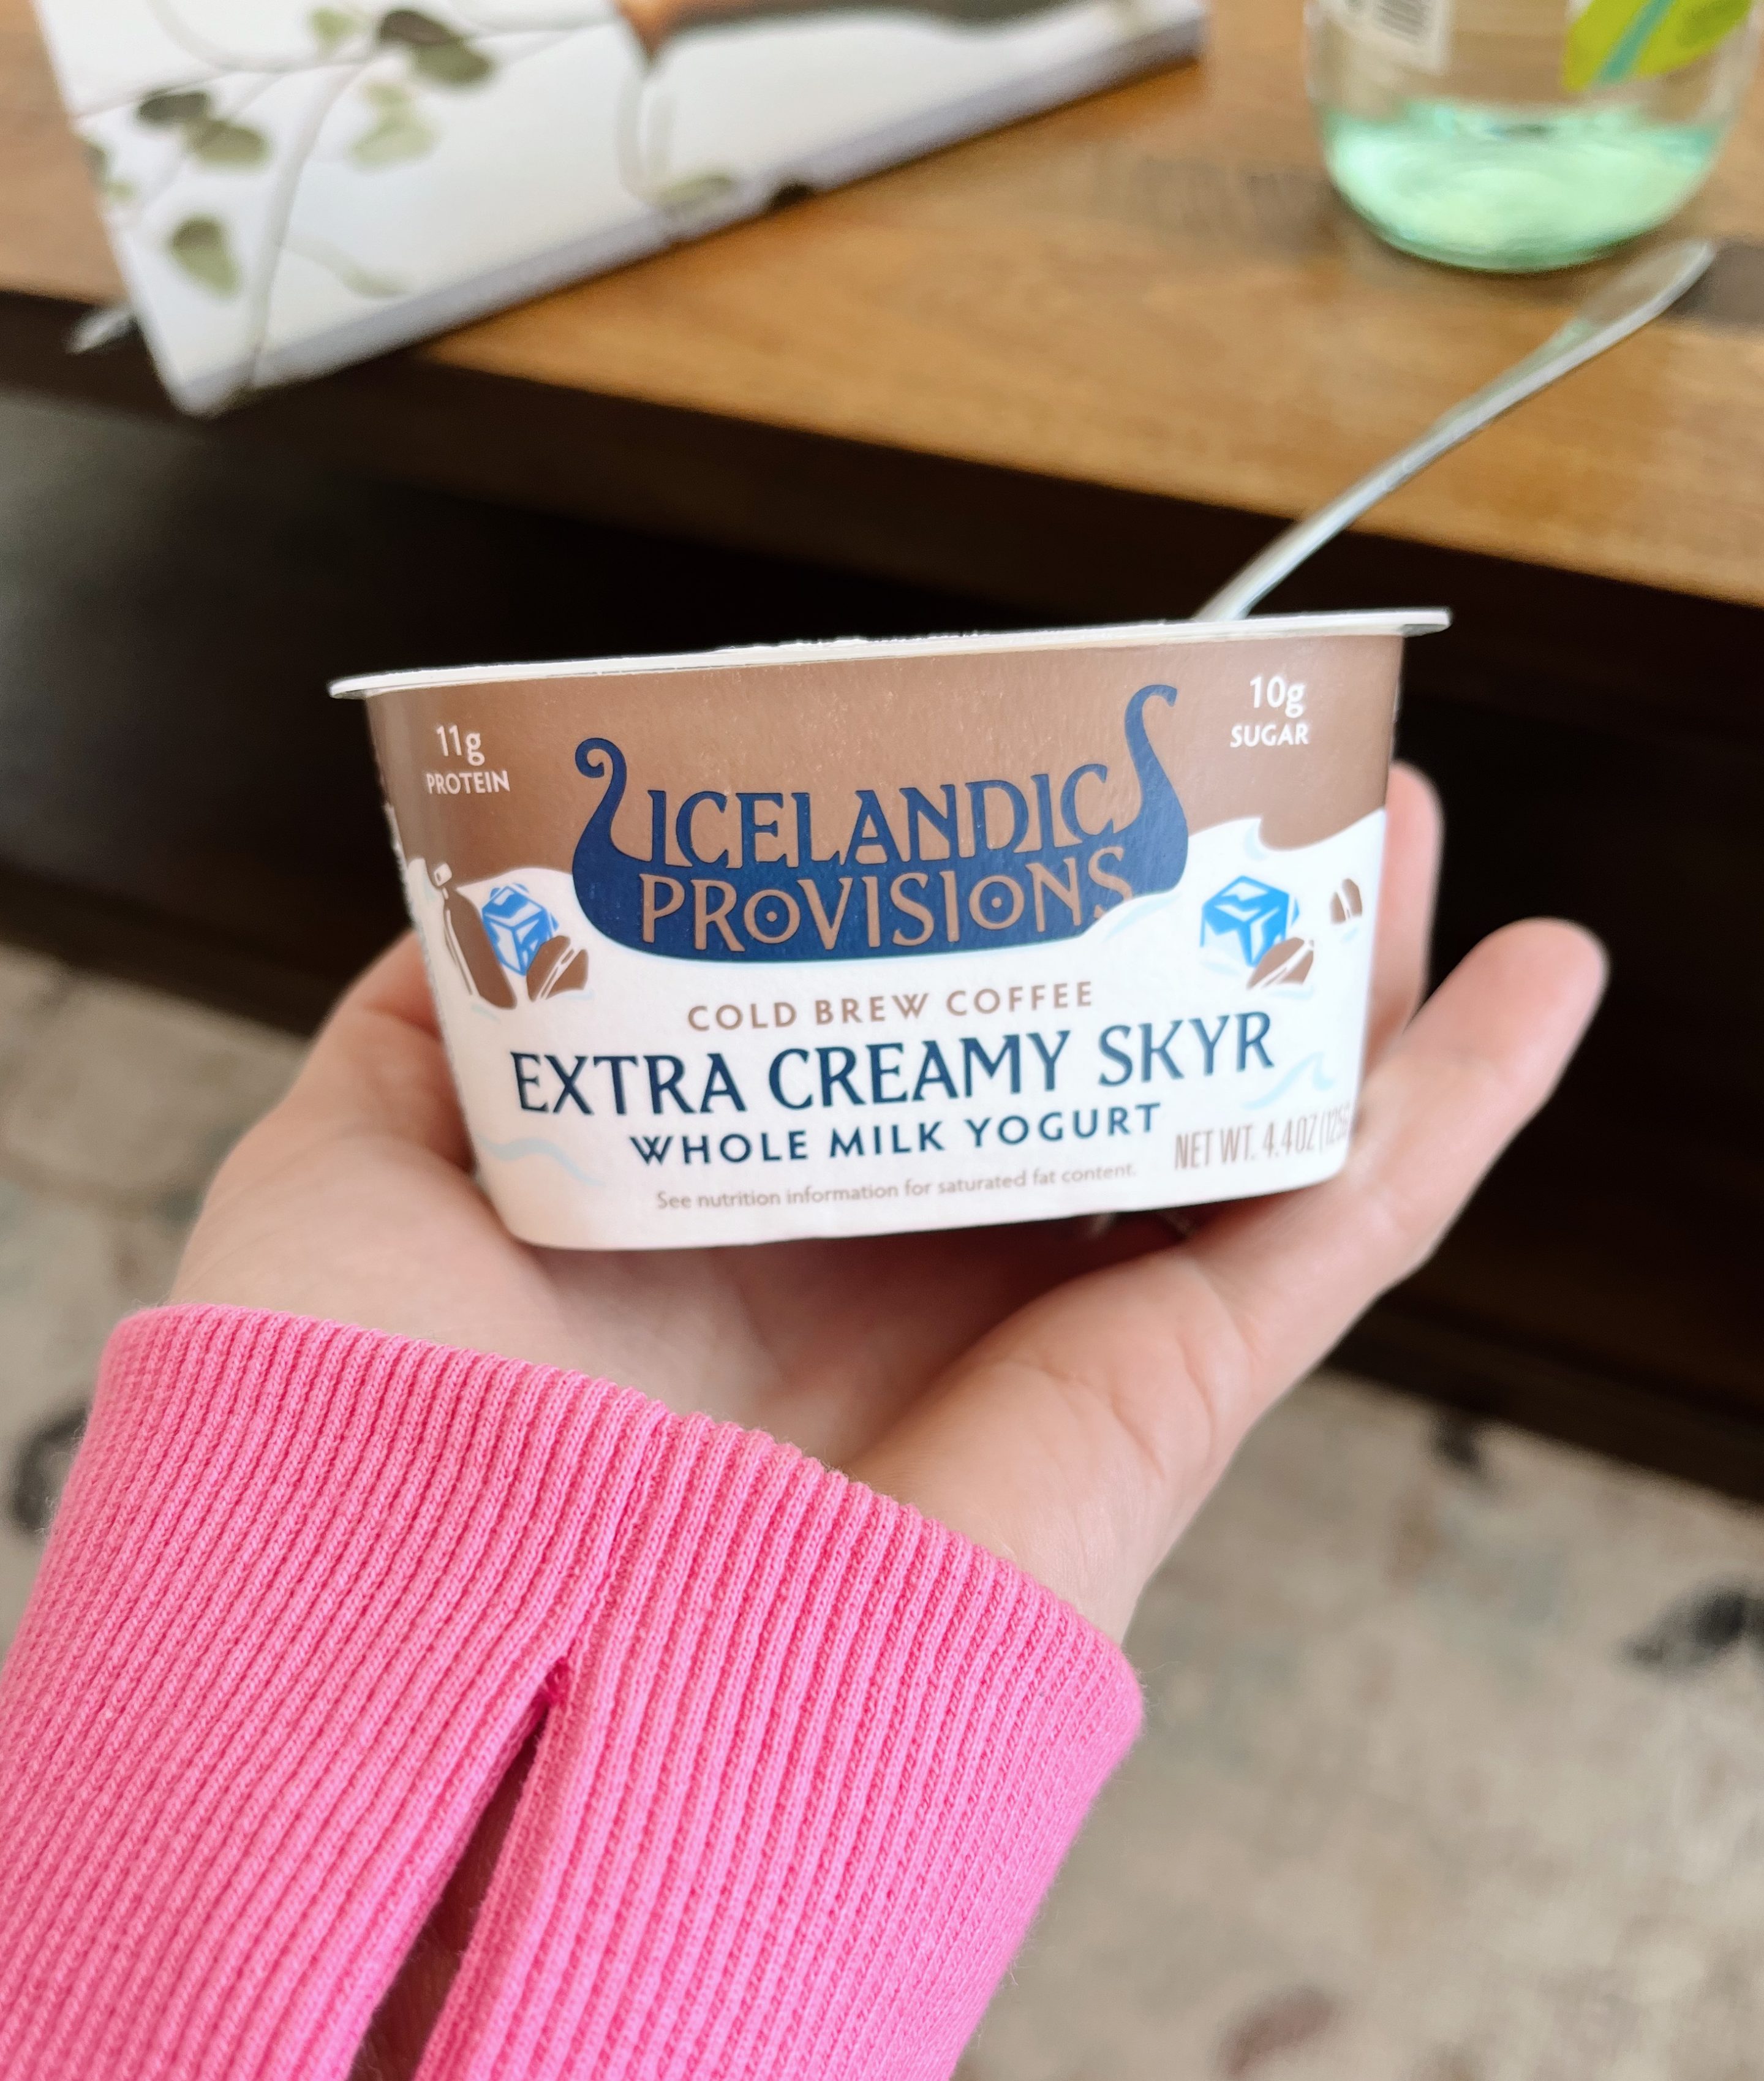 11g
PROTEIN
10g
SUGAR
ICELANDIC
PROVISIONS
COLD BREW COFFEE
EXTRA CREAMY SKYR
WHOLE MILK YOGURT
NET WT. 4.4OZ (125
See nutrition information for saturated fat content.